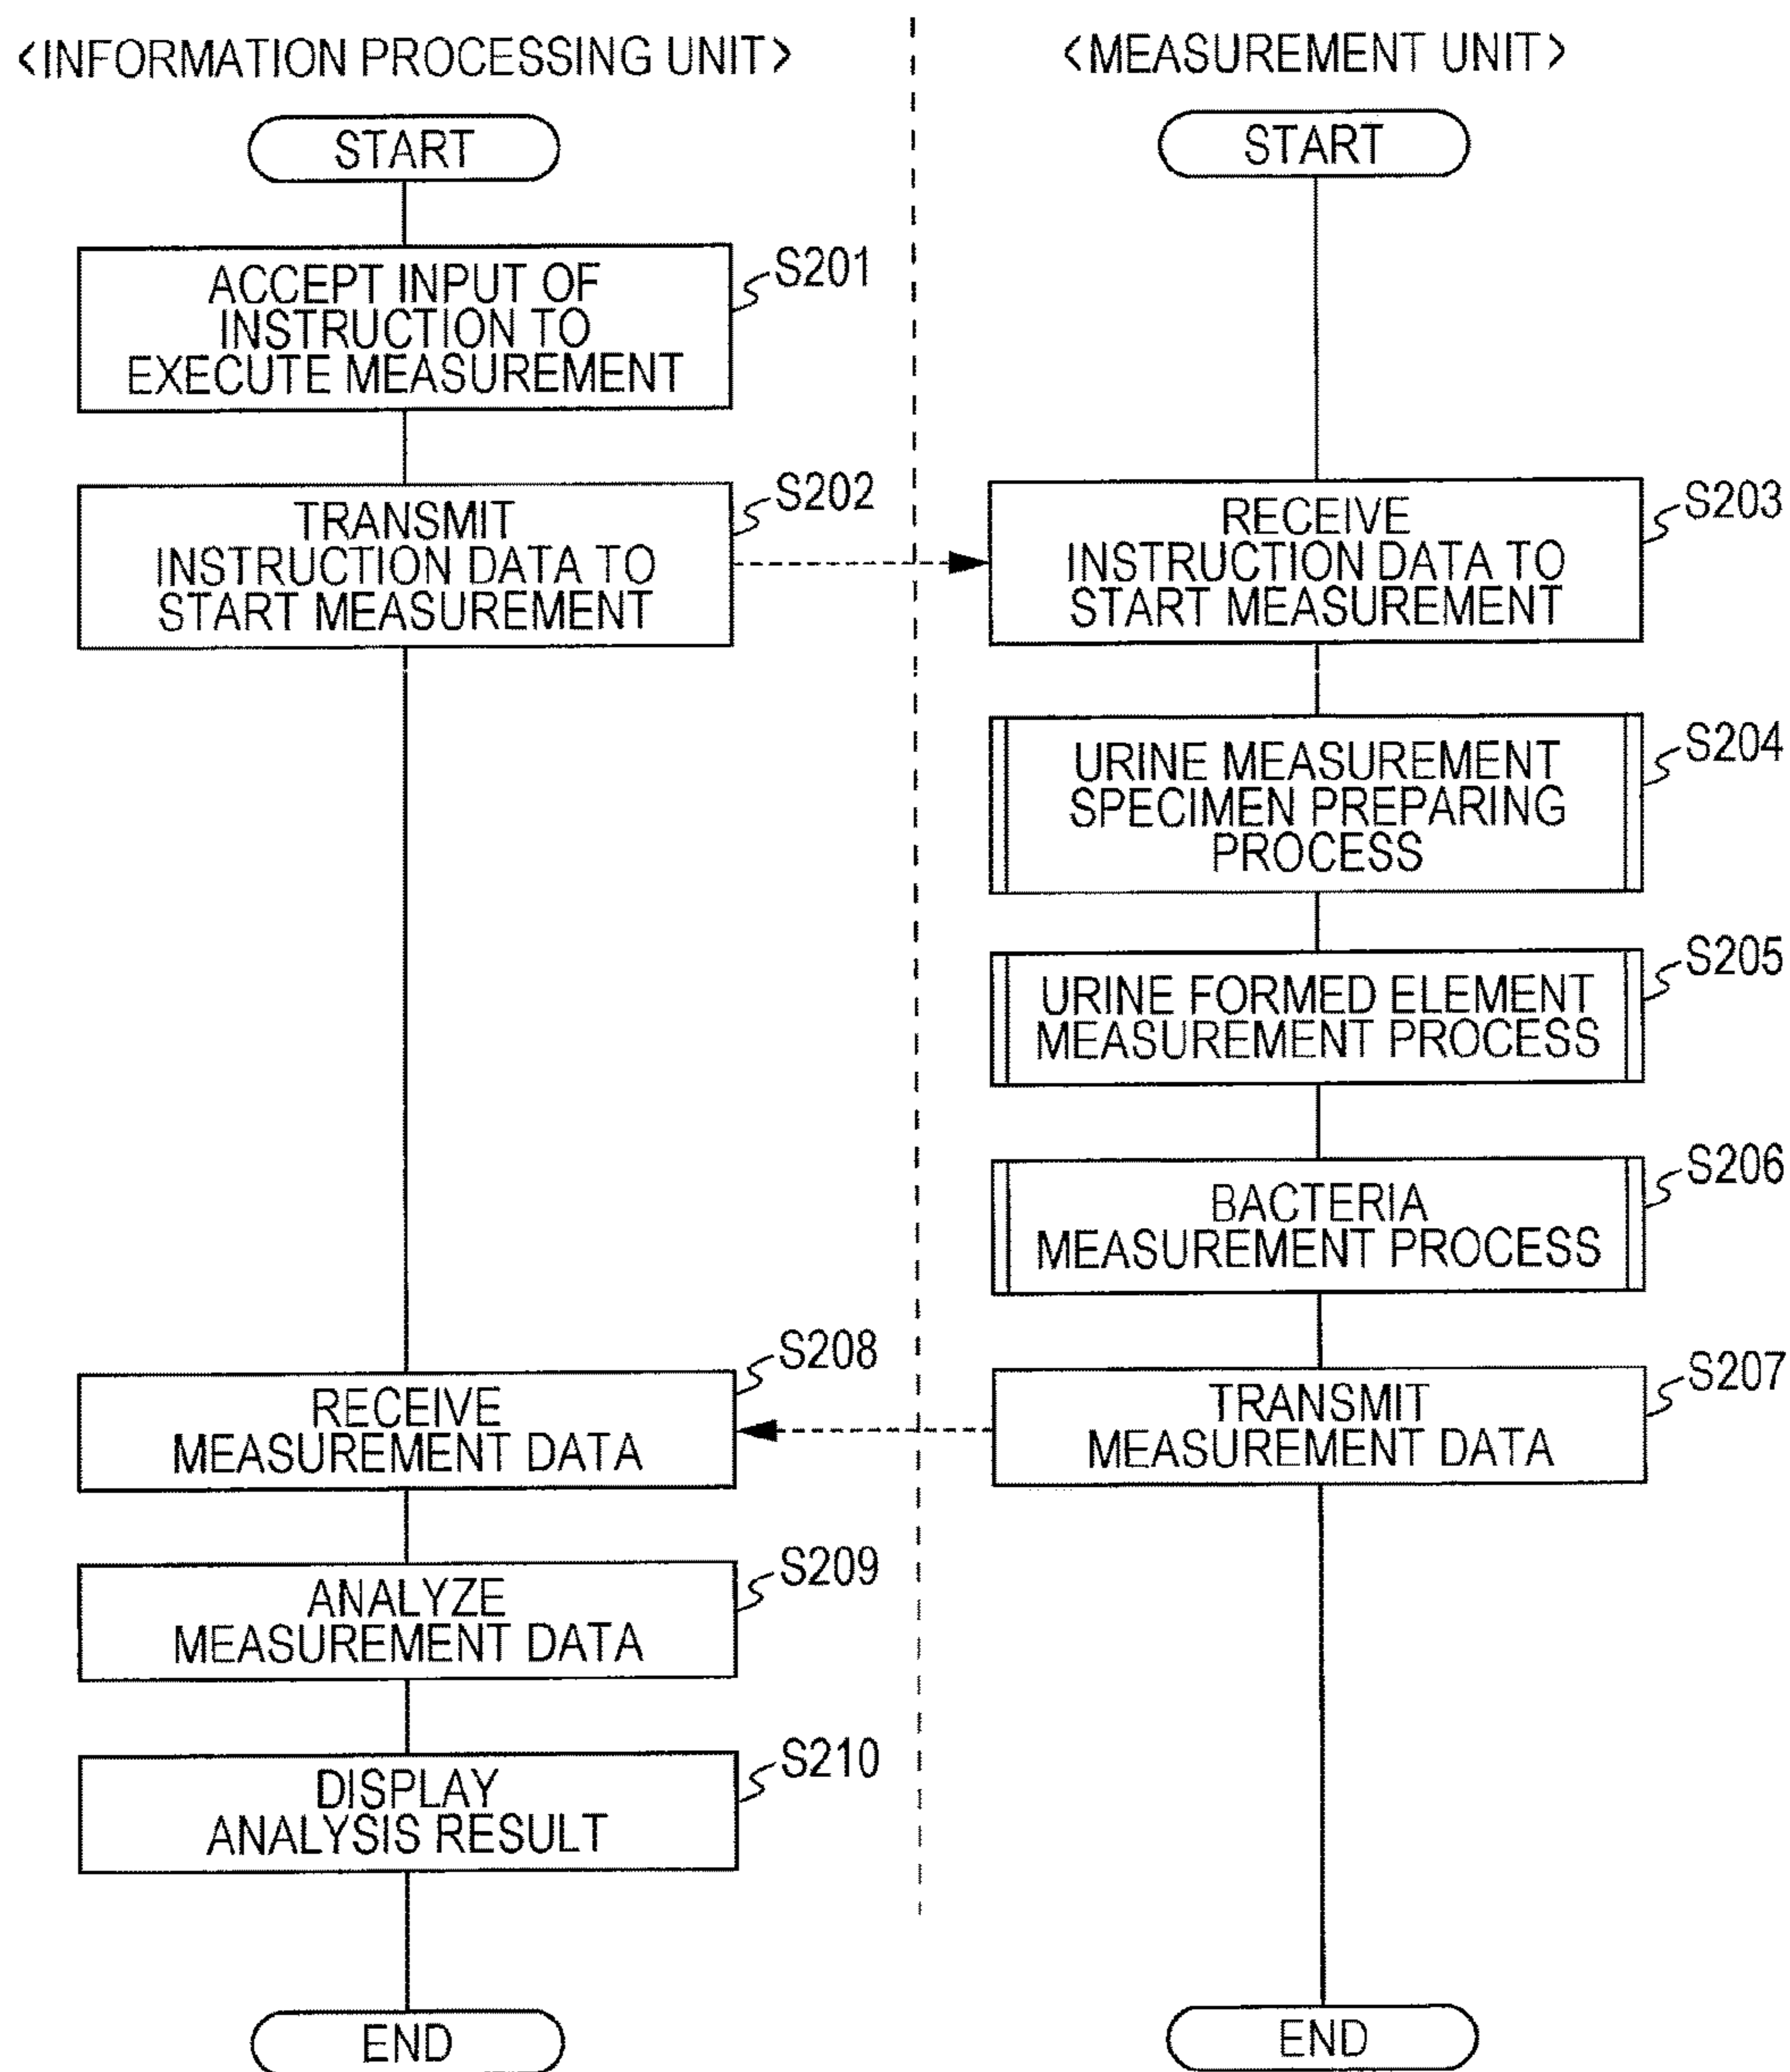 <INFORMATION PROCESSING UNIT>
START
ACCEPT INPUT OF
INSTRUCTION TO
EXECUTE MEASUREMENT
S201
TRANSMIT
INSTRUCTION DATA TO
START MEASUREMENT
S202
RECEIVE
MEASUREMENT DATA
S208
ANALYZE
MEASUREMENT DATA
S209
DISPLAY
ANALYSIS RESULT
S210
END
<MEASUREMENT UNIT>
START
RECEIVE
INSTRUCTION DATA TO
START MEASUREMENT
S203
URINE MEASUREMENT
SPECIMEN PREPARING
PROCESS
S204
URINE FORMED ELEMENT
MEASUREMENT PROCESS
S205
BACTERIA
MEASUREMENT PROCESS
S206
TRANSMIT
MEASUREMENT DATA
S207
END